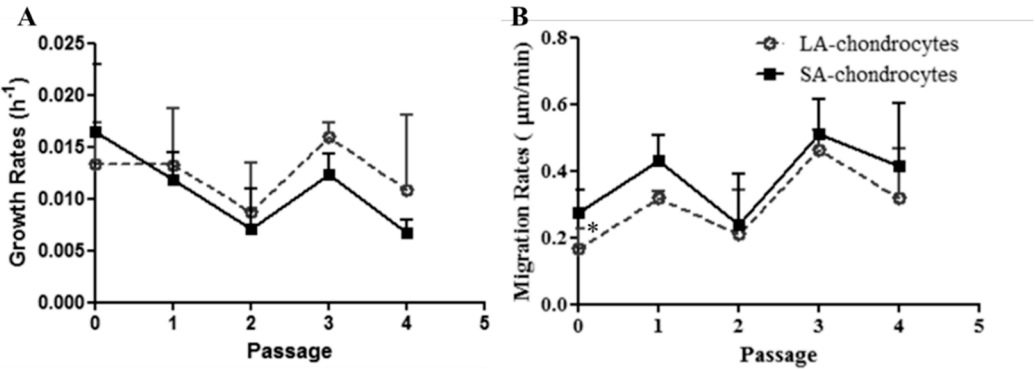 A
Growth Rates (h-1)
0.025
0.020
0.015
0.010
0.005
0.000
0 1 2 3 4 5
Passage
B
Migration Rates ( µm/min)
0.8
0.6
0.4
0.2
0.0
LA-chondrocytes
SA-chondrocytes
*
0 1 2 3 4 5
Passage